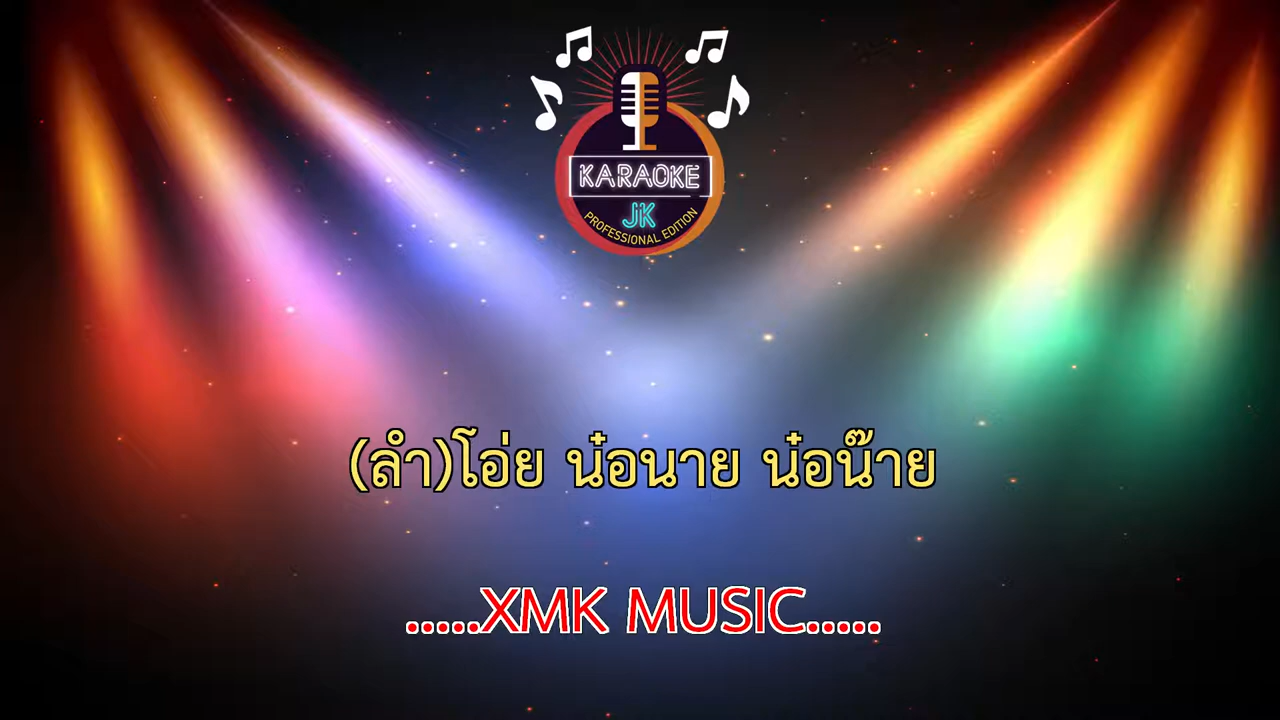 KARAOKE
JK
PROFESSIONAL EDITION
(ลำ)โอ่ย น๋อนาย น๋อน๊าย
.....XMK MUSIC.....